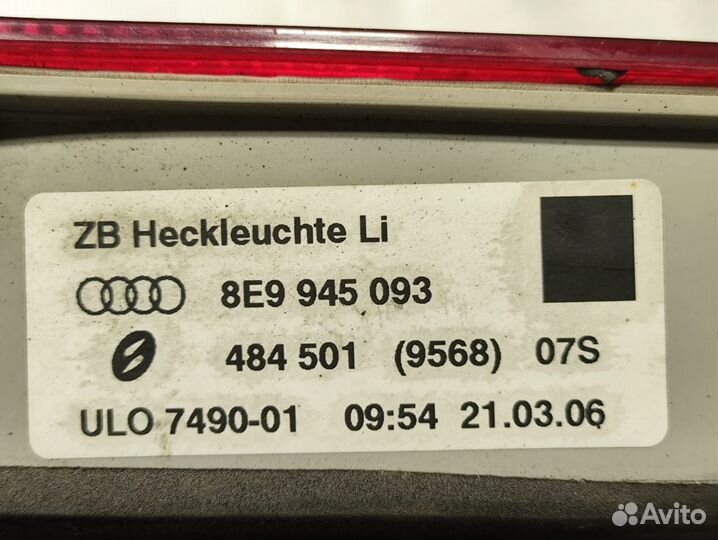 ZB Heckleuchte Li
8E9 945 093
484 501 (9568) 07S
ULO 7490-01 09:54 21.03.06
Avito